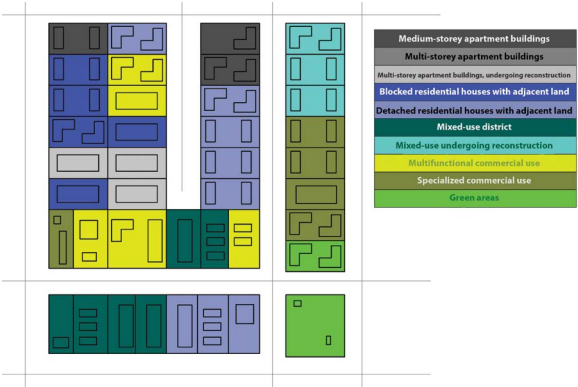 Medium-storey apartment buildings
Multi-storey apartment buildings
Multi-storey apartment buildings, undergoing reconstruction
Blocked residential houses with adjacent land
Detached residential houses with adjacent land
Mixed-use district
Mixed-use undergoing reconstruction
Multifunctional commercial use
Specialized commercial use
Green areas